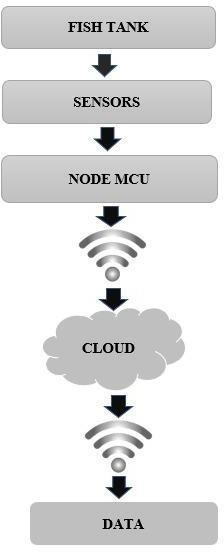 FISH TANK
SENSORS
NODE MCU
CLOUD
DATA